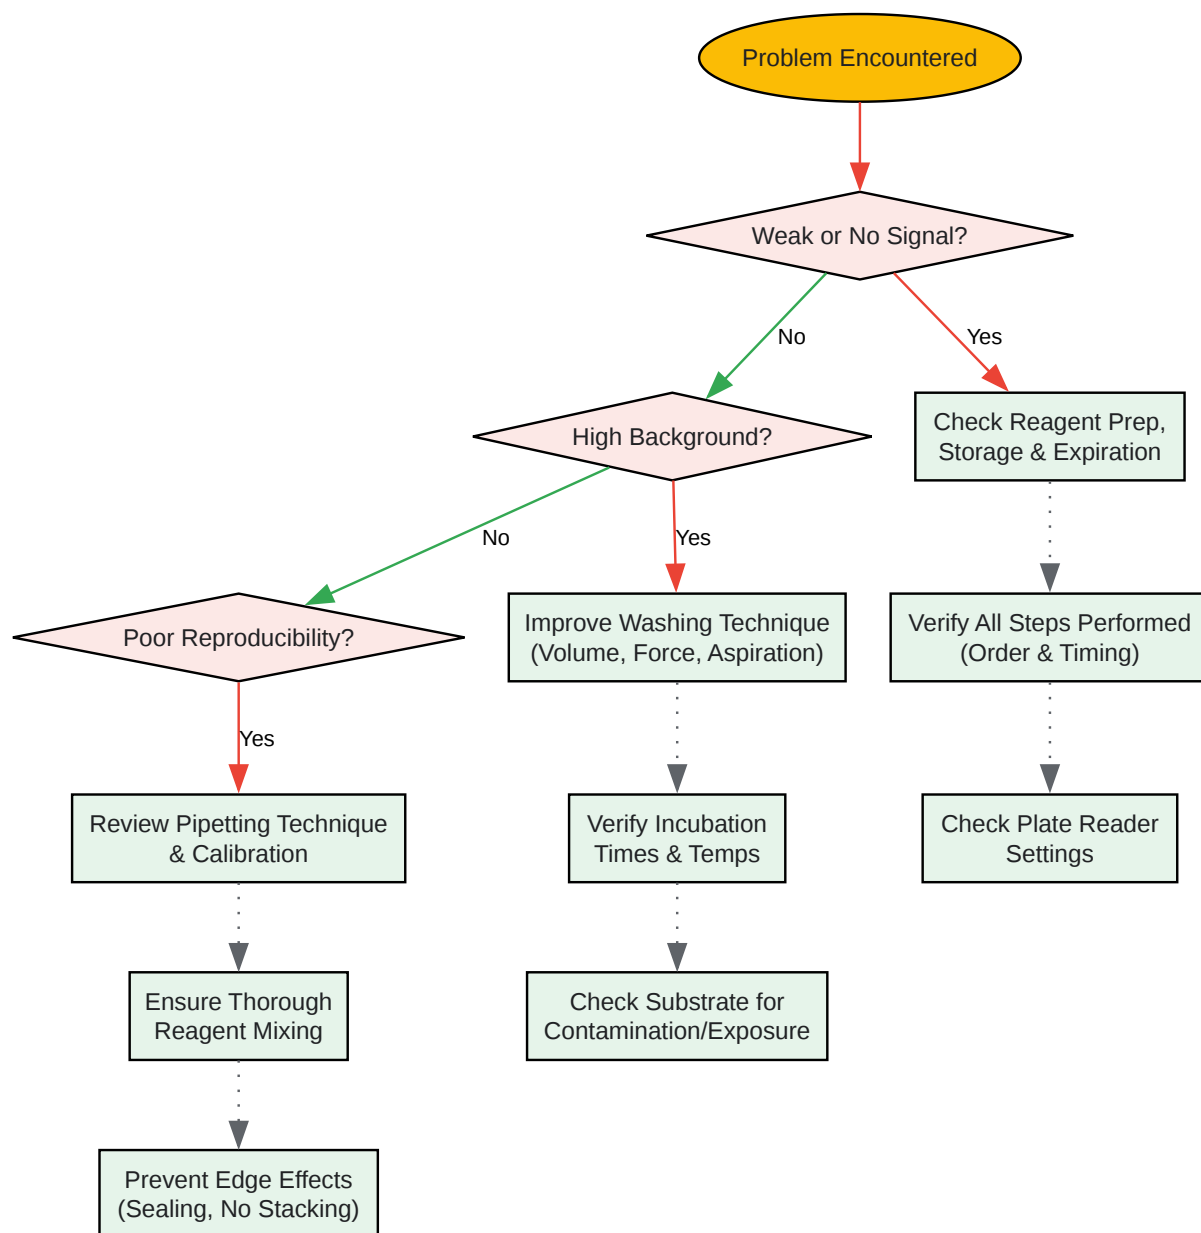 Problem Encountered
Weak or No Signal?
No
Yes
High Background?
Check Reagent Prep,
Storage & Expiration
No
Yes
Poor Reproducibility?
Improve Washing Technique
(Volume, Force, Aspiration)
Verify All Steps Performed
(Order & Timing)
Yes
Review Pipetting Technique
& Calibration
Verify Incubation
Times & Temps
Check Plate Reader
Settings
Ensure Thorough
Reagent Mixing
Check Substrate for
Contamination/Exposure
Prevent Edge Effects
(Sealing, No Stacking)